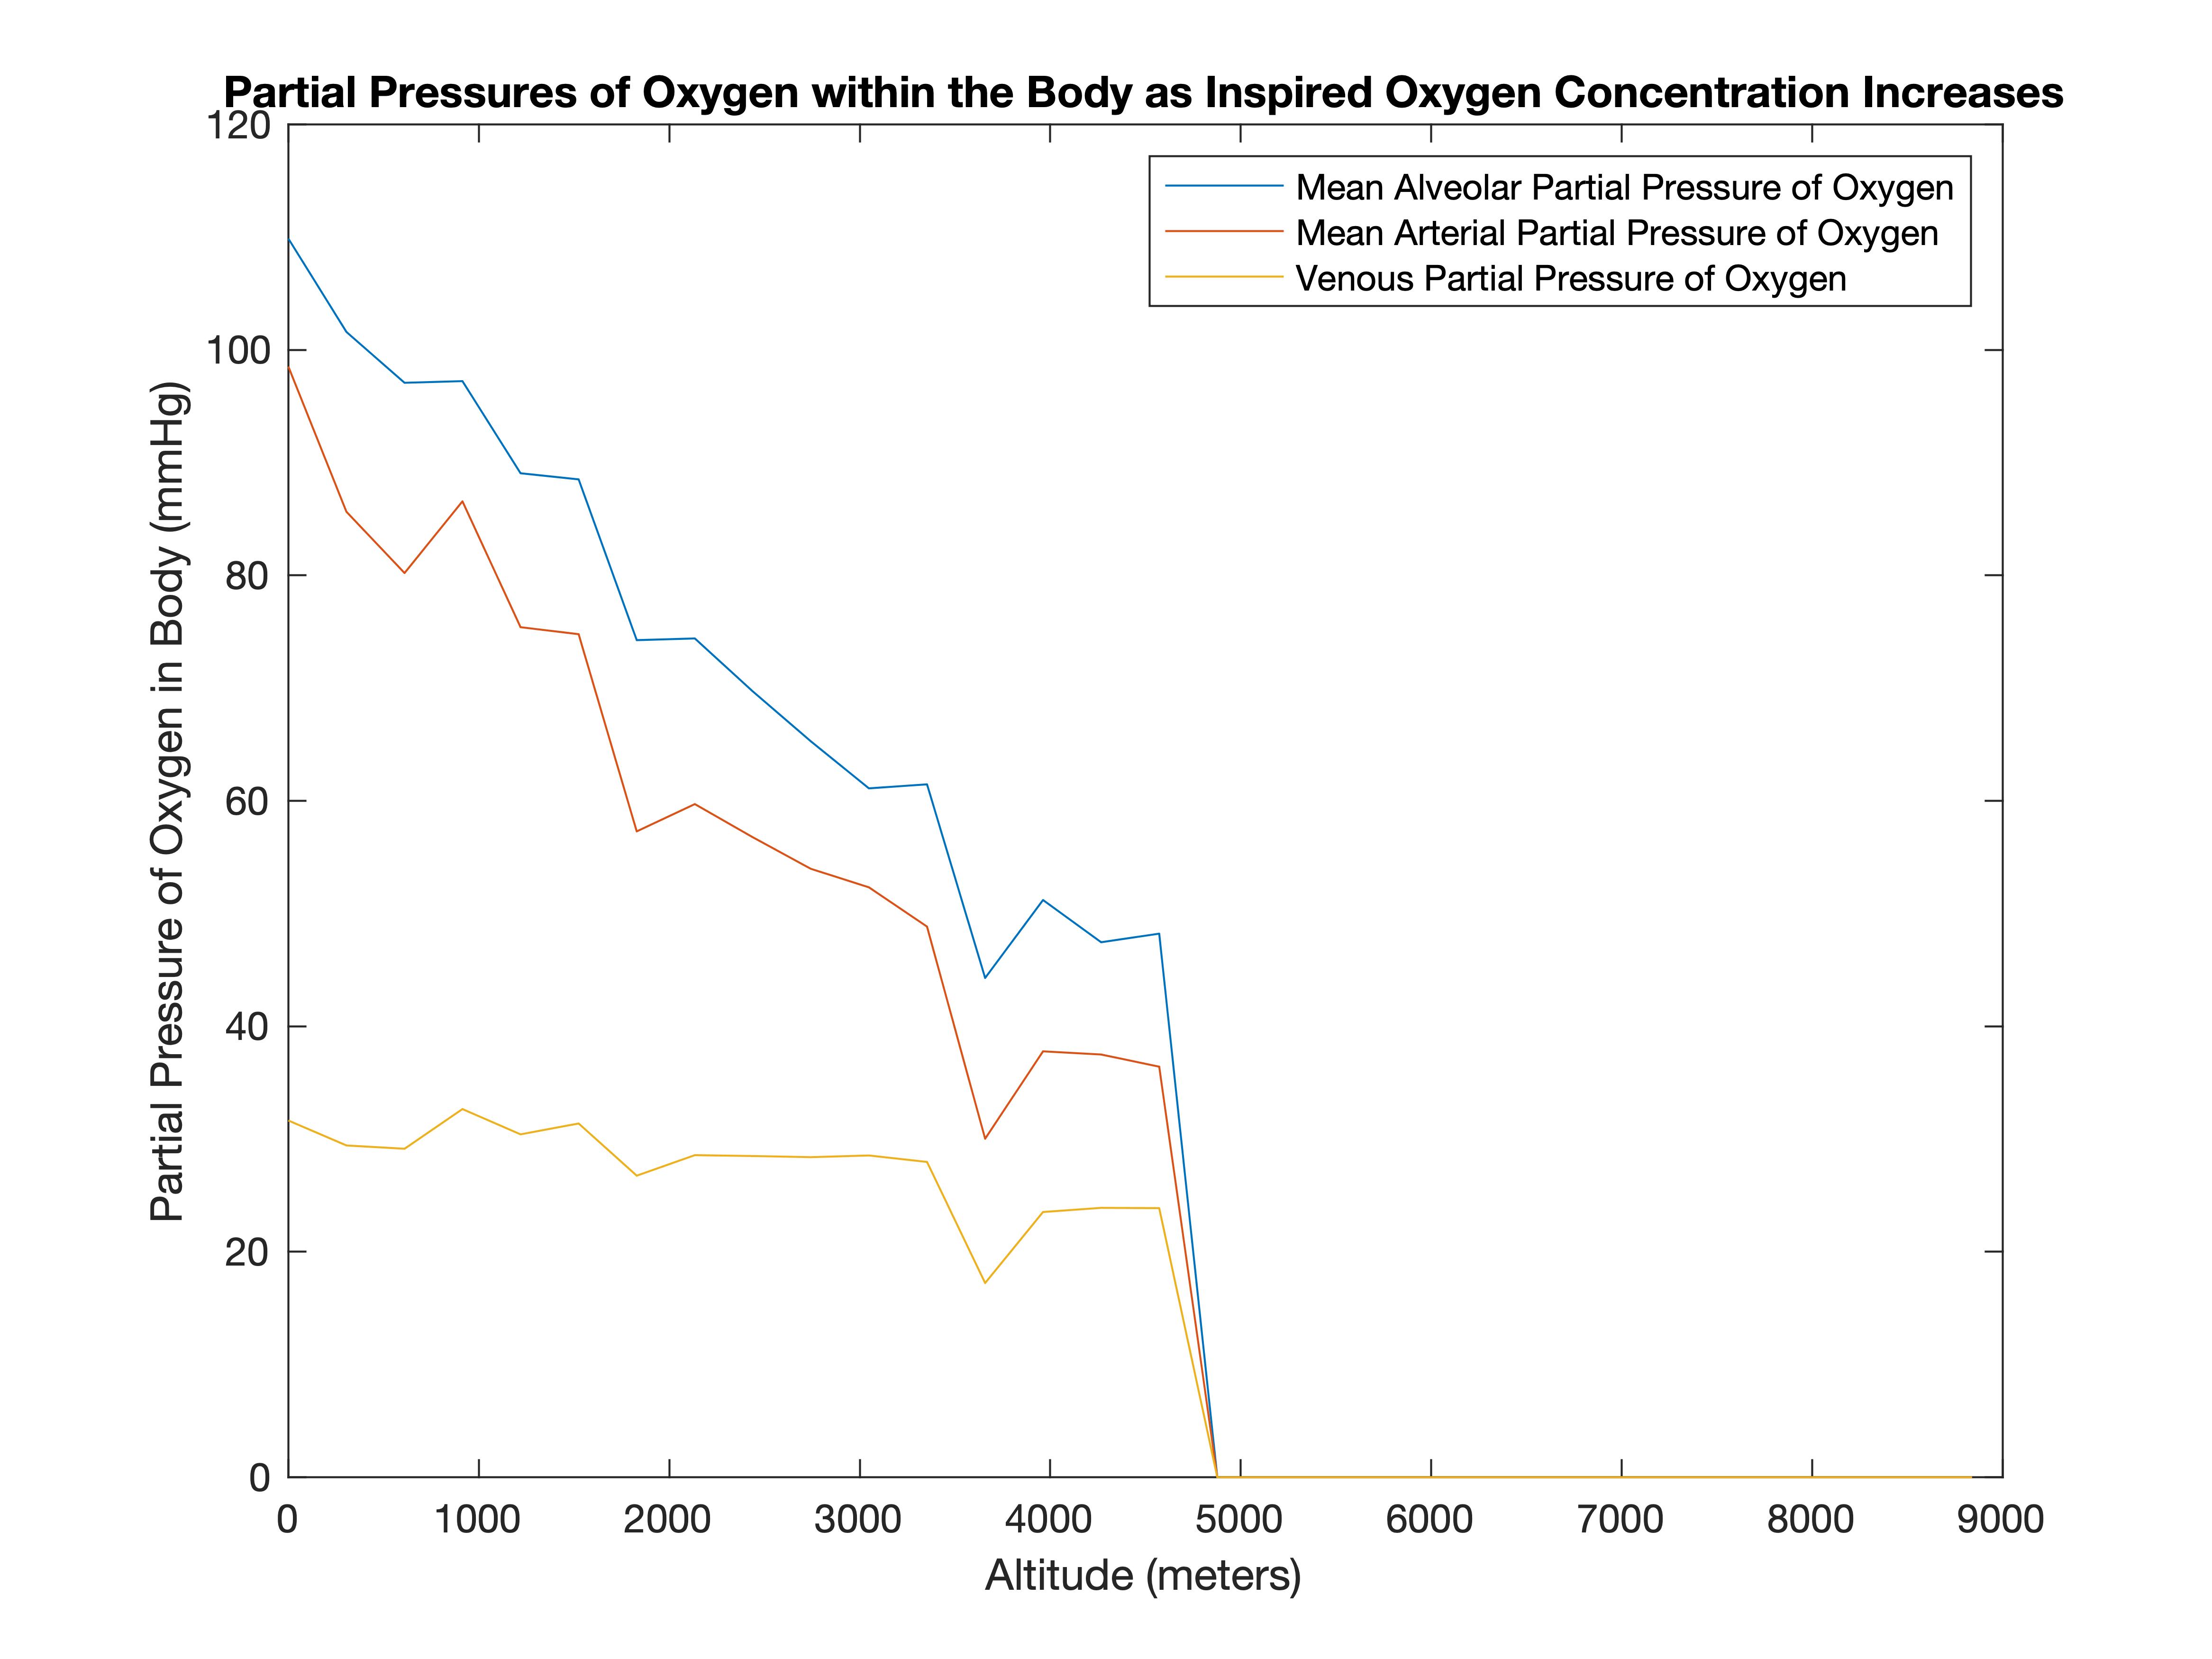 Partial Pressures of Oxygen within the Body as Inspired Oxygen Concentration Increases
Mean Alveolar Partial Pressure of Oxygen
Mean Arterial Partial Pressure of Oxygen
Venous Partial Pressure of Oxygen
Partial Pressure of Oxygen in Body (mmHg)
120
100
80
60
40
20
0
0 1000 2000 3000 4000 5000 6000 7000 8000 9000
Altitude (meters)